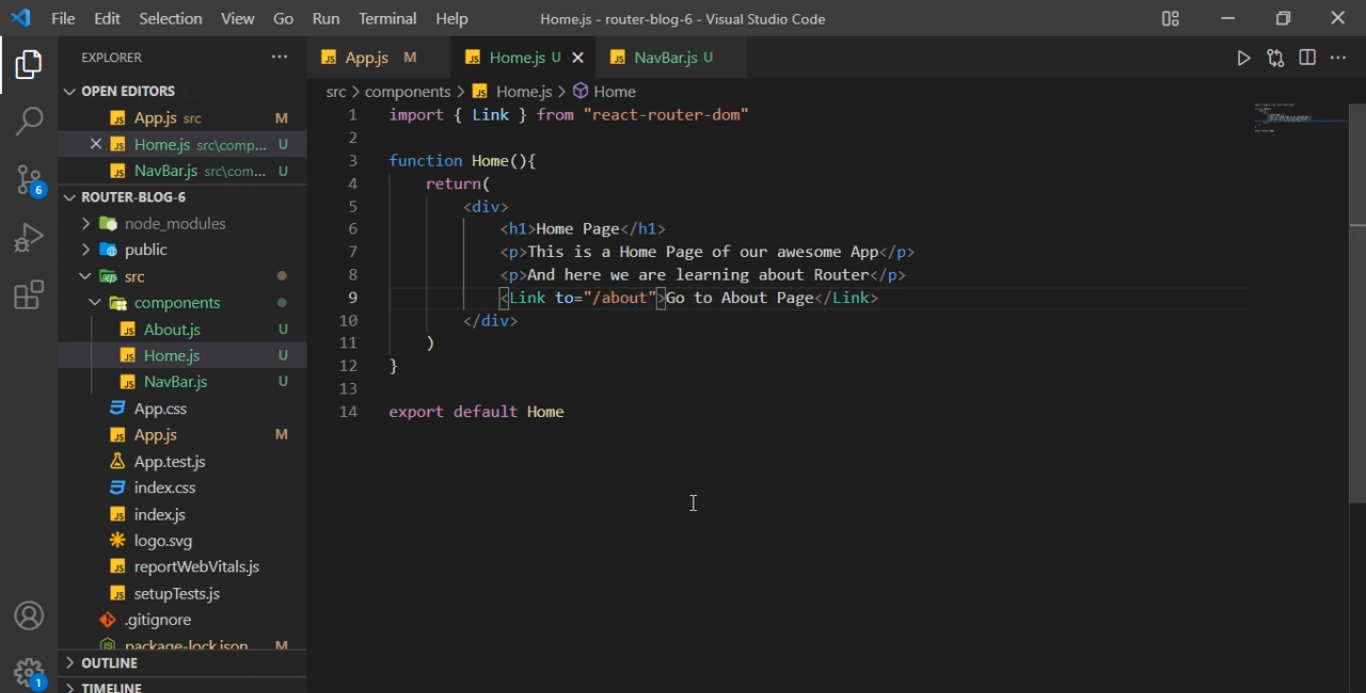 File Edit Selection View Go Run Terminal Help Home.js - router-blog-6 - Visual Studio Code
EXPLORER
OPEN EDITORS
App.js src M
Home.js src\comp... U
NavBar.js src\com... U
ROUTER-BLOG-6
node_modules
public
src
components
About.js U
Home.js U
NavBar.js U
App.css
App.js M
App.test.js
index.css
index.js
logo.svg
reportWebVitals.js
setupTests.js
.gitignore
package-lock.json M
OUTLINE
TIMELINE
6
1
App.js M Home.js U NavBar.js U
src > components > Home.js > Home
1 import { Link } from "react-router-dom"
2
3 function Home(){
4 return(
5 <div>
6 <h1>Home Page</h1>
7 <p>This is a Home Page of our awesome App</p>
8 <p>And here we are learning about Router</p>
9 <Link to="/about">Go to About Page</Link>
10 </div>
11 )
12 }
13
14 export default Home